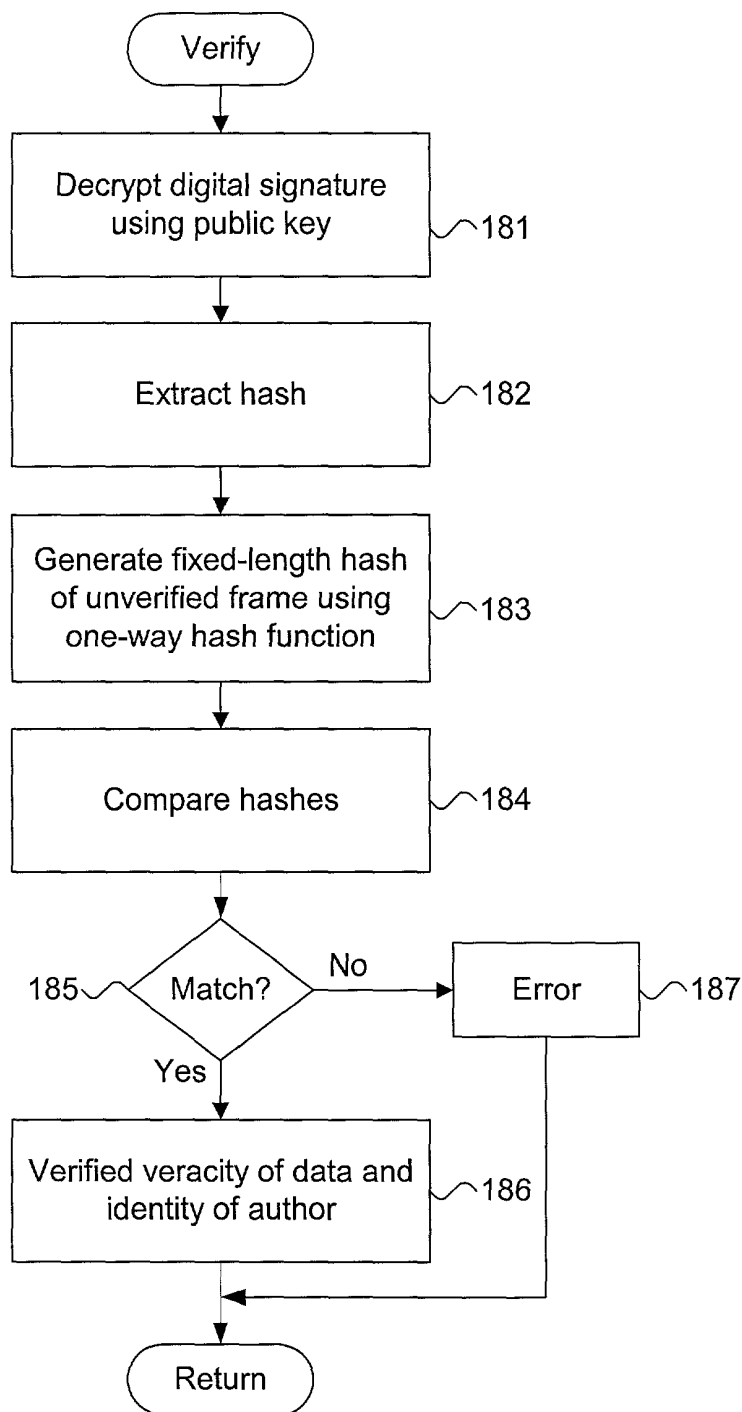 Verify
Decrypt digital signature
using public key
181
Extract hash
182
Generate fixed-length hash
of unverified frame using
one-way hash function
183
Compare hashes
184
185
Match?
No
Error
187
Yes
Verified veracity of data and
identity of author
186
Return